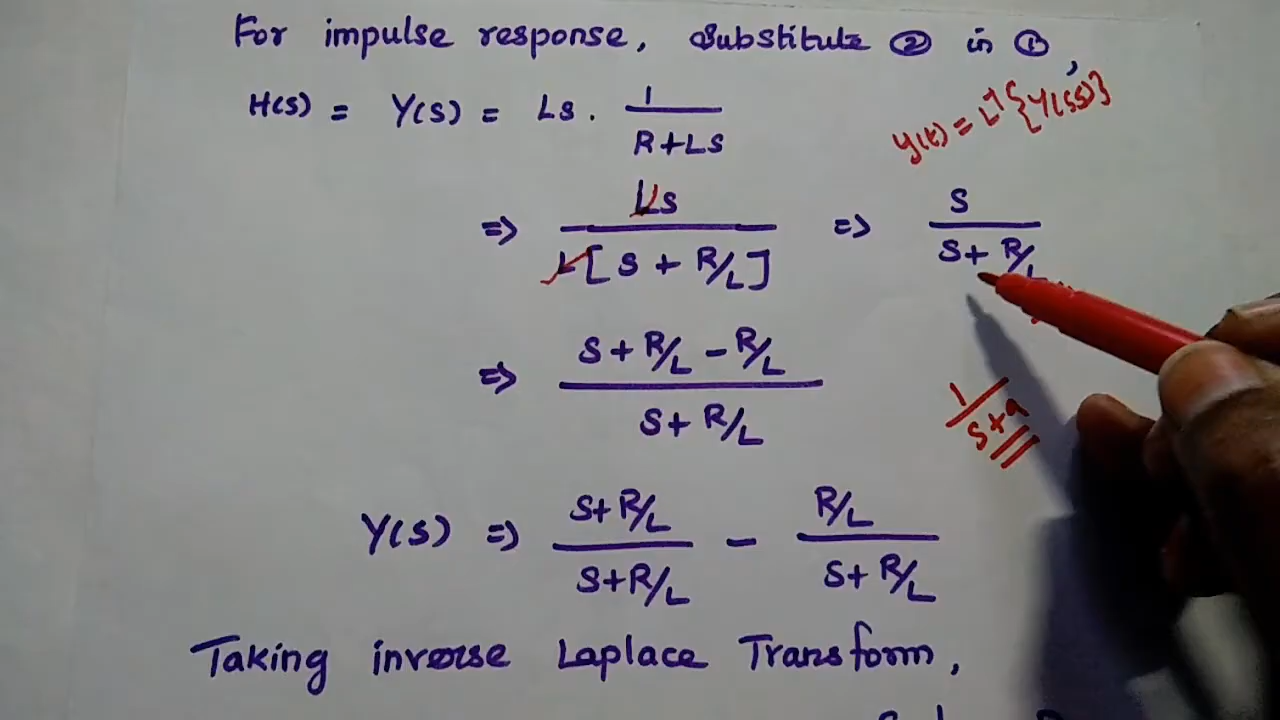 For impulse response, substitute ② in ①,
H(s) = Y(s) = Ls . 1/(R+Ls)
y(t) = L⁻¹{Y(s)}
=> Ls/(L[s + R/L]) => s/(s + R/L)
=> (s + R/L - R/L)/(s + R/L)
1/(s+a)
Y(s) => (s+R/L)/(s+R/L) - (R/L)/(s + R/L)
Taking inverse Laplace Transform,